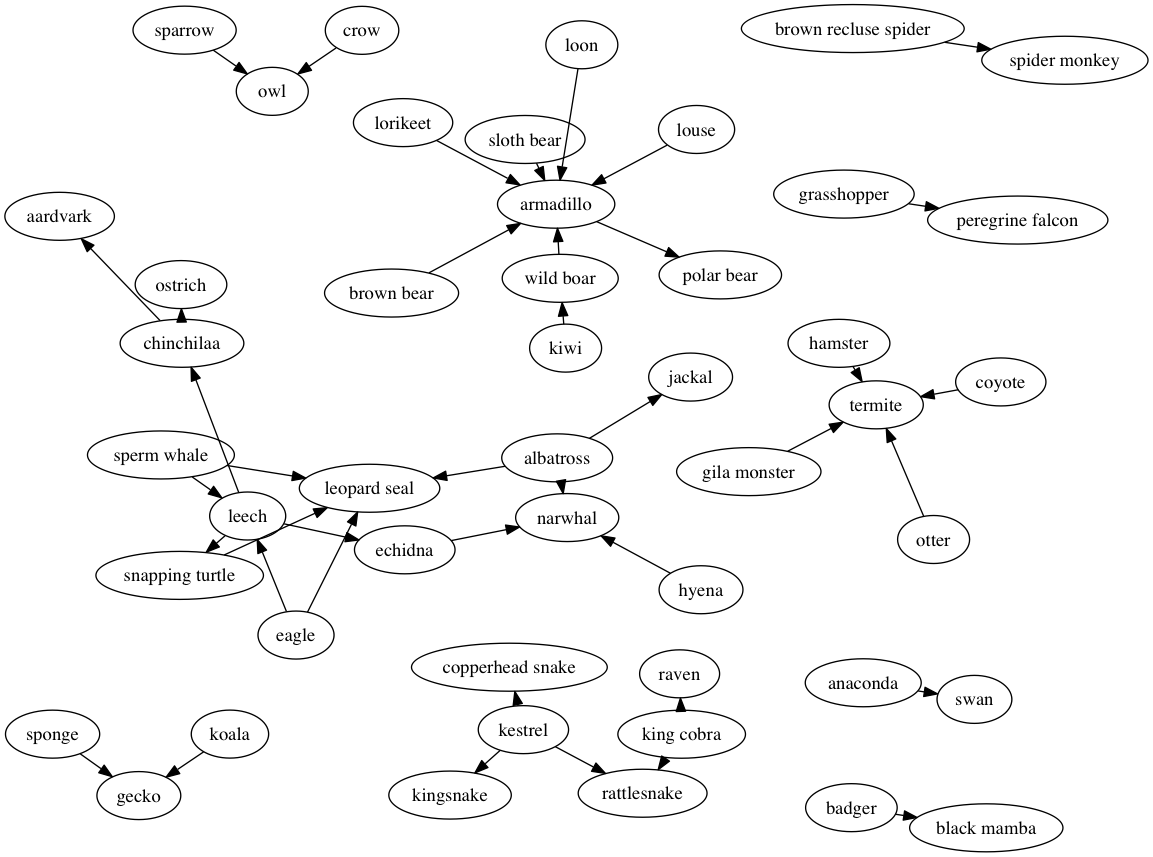 sparrow
crow
owl
loon
brown recluse spider
spider monkey
lorikeet
sloth bear
louse
armadillo
grasshopper
peregrine falcon
aardvark
ostrich
chinchilaa
brown bear
wild boar
polar bear
kiwi
jackal
hamster
coyote
termite
gila monster
otter
sperm whale
leopard seal
albatross
leech
narwhal
echidna
snapping turtle
hyena
eagle
copperhead snake
raven
anaconda
swan
sponge
koala
gecko
kestrel
king cobra
kingsnake
rattlesnake
badger
black mamba